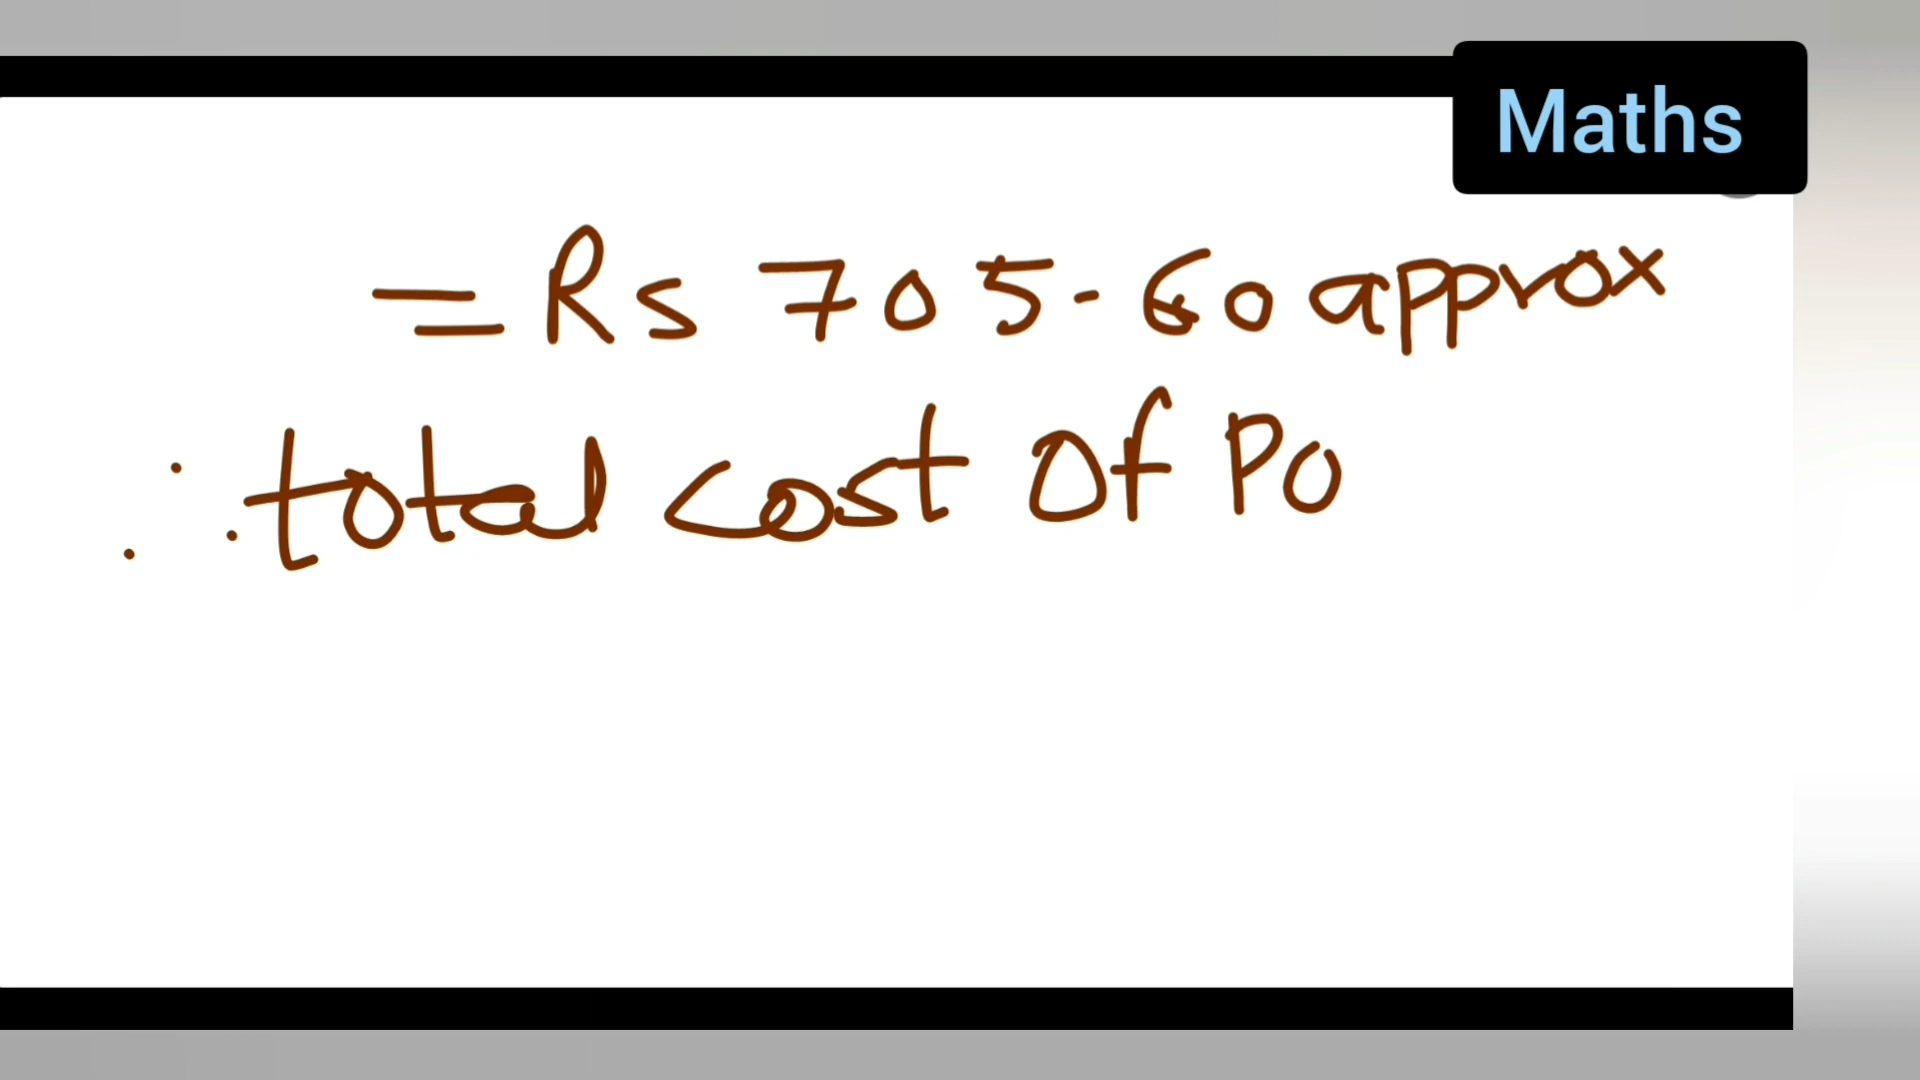 Maths
= Rs 705.60 approx
∴ total cost of Po